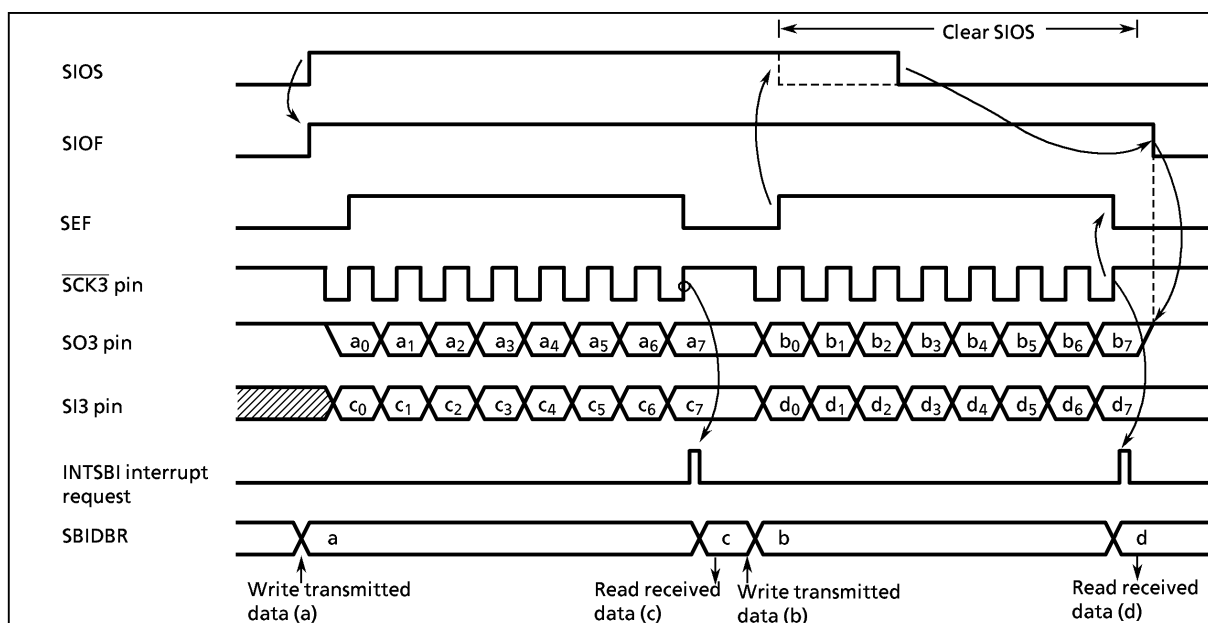 Clear SIOS
SIOS
SIOF
SEF
SCK3 pin
SO3 pin
a0 a1 a2 a3 a4 a5 a6 a7 b0 b1 b2 b3 b4 b5 b6 b7
SI3 pin
c0 c1 c2 c3 c4 c5 c6 c7 d0 d1 d2 d3 d4 d5 d6 d7
INTSBI interrupt
request
SBIDBR
a c b d
Write transmitted
data (a)
Read received
data (c)
Write transmitted
data (b)
Read received
data (d)